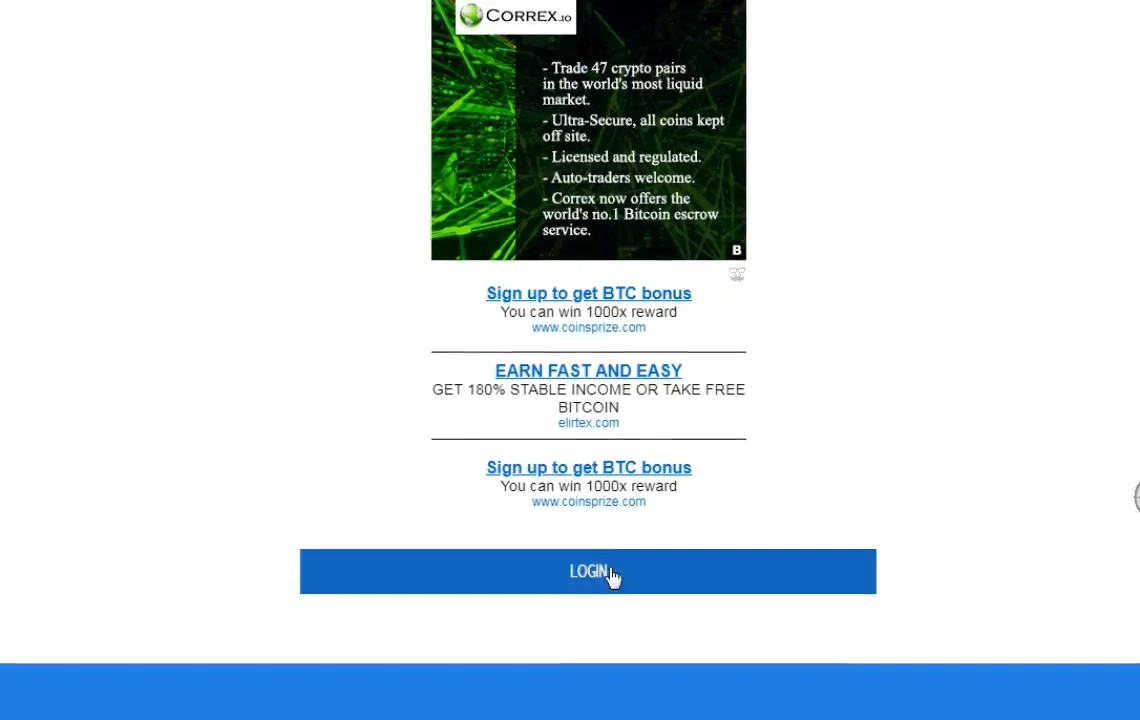 CORREX.IO
- Trade 47 crypto pairs
in the world's most liquid
market.
- Ultra-Secure, all coins kept
off site.
- Licensed and regulated.
- Auto-traders welcome.
- Correx now offers the
world's no.1 Bitcoin escrow
service.
B
Sign up to get BTC bonus
You can win 1000x reward
www.coinsprize.com
EARN FAST AND EASY
GET 180% STABLE INCOME OR TAKE FREE
BITCOIN
elirtex.com
Sign up to get BTC bonus
You can win 1000x reward
www.coinsprize.com
LOGIN